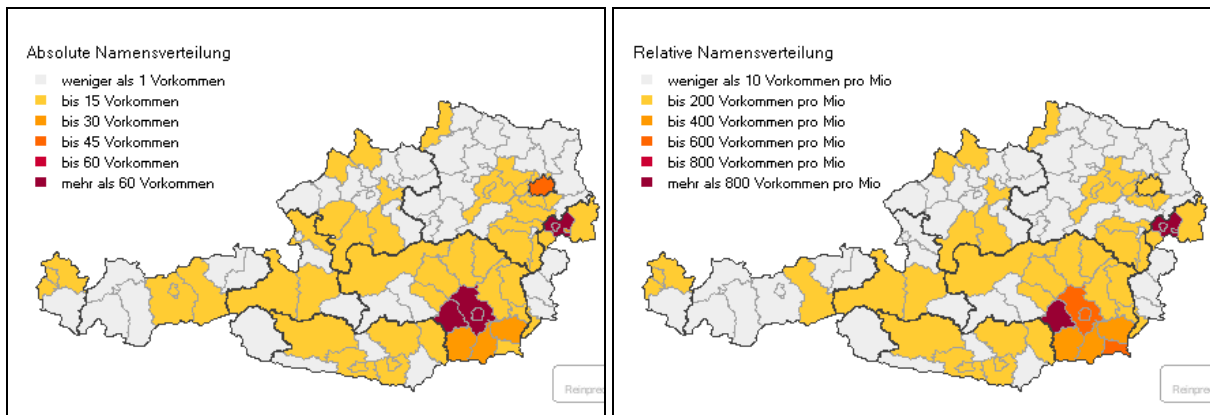 Absolute Namensverteilung
weniger als 1 Vorkommen
bis 15 Vorkommen
bis 30 Vorkommen
bis 45 Vorkommen
bis 60 Vorkommen
mehr als 60 Vorkommen
Reinprec
Relative Namensverteilung
weniger als 10 Vorkommen pro Mio
bis 200 Vorkommen pro Mio
bis 400 Vorkommen pro Mio
bis 600 Vorkommen pro Mio
bis 800 Vorkommen pro Mio
mehr als 800 Vorkommen pro Mio
Reinprec